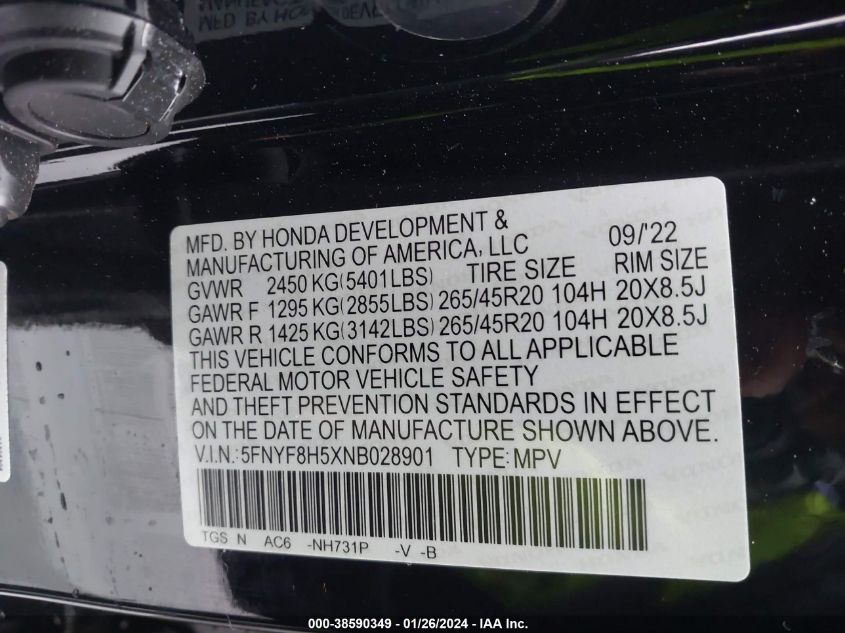 MFD. BY HO
MFD. BY HONDA DEVELOPMENT &
MANUFACTURING OF AMERICA, LLC 09/'22
GVWR 2450 KG(5401LBS) TIRE SIZE RIM SIZE
GAWR F 1295 KG(2855LBS) 265/45R20 104H 20X8.5J
GAWR R 1425 KG(3142LBS) 265/45R20 104H 20X8.5J
THIS VEHICLE CONFORMS TO ALL APPLICABLE
FEDERAL MOTOR VEHICLE SAFETY
AND THEFT PREVENTION STANDARDS IN EFFECT
ON THE DATE OF MANUFACTURE SHOWN ABOVE.
V.I.N.:5FNYF8H5XNB028901 TYPE:MPV
TGS N AC6 -NH731P -V -B
000-38590349 | 01/26/2024 - IAA Inc.